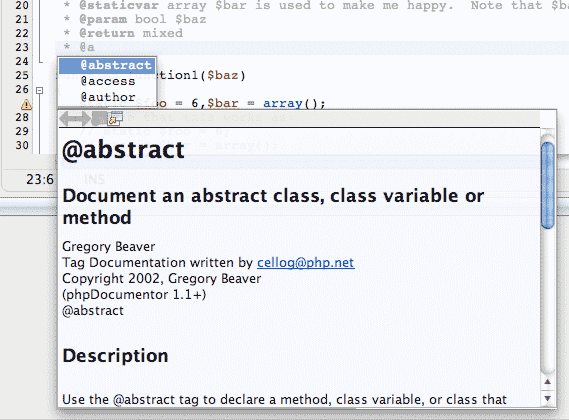 20 * @staticvar array $bar is used to make me happy. Note that $ba
21 * @param bool $baz
22 * @return mixed
23 * @a
24
@abstract
@access
@author
25 ction1($baz)
26
oo = 6,$bar = array();
28
29
30
23:6 INS
@abstract
Document an abstract class, class variable or
method
Gregory Beaver
Tag Documentation written by cellog@php.net
Copyright 2002, Gregory Beaver
(phpDocumentor 1.1+)
@abstract
Description
Use the @abstract tag to declare a method, class variable, or class that